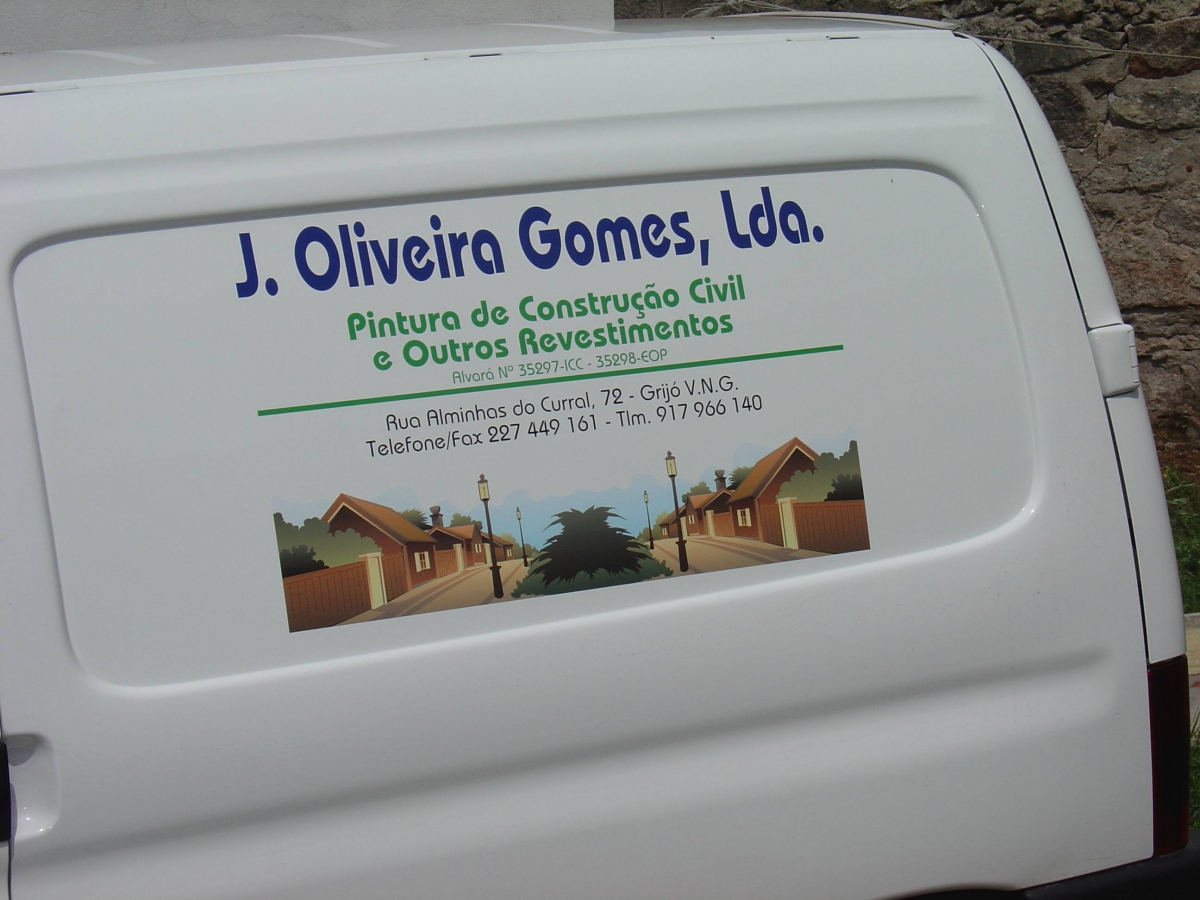 J. Oliveira Gomes, Lda.
Pintura de Construção Civil
e Outros Revestimentos
Alvará Nº 35297-ICC - 35298-EOP
Rua Alminhas do Curral, 72 - Grijó V.N.G.
Telefone/Fax 227 449 161 - Tlm. 917 966 140